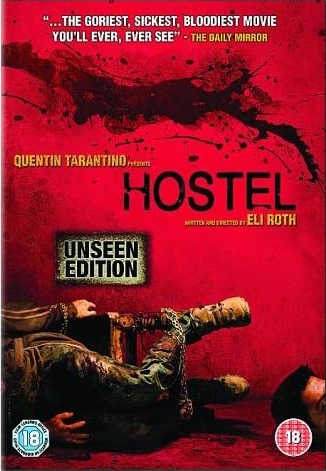 “...THE GORIEST, SICKEST, BLOODIEST MOVIE
YOU'LL EVER, EVER SEE” - THE DAILY MIRROR
QUENTIN TARANTINO PRESENTS
HOSTEL
WRITTEN AND DIRECTED BY ELI ROTH
UNSEEN
EDITION
18
18